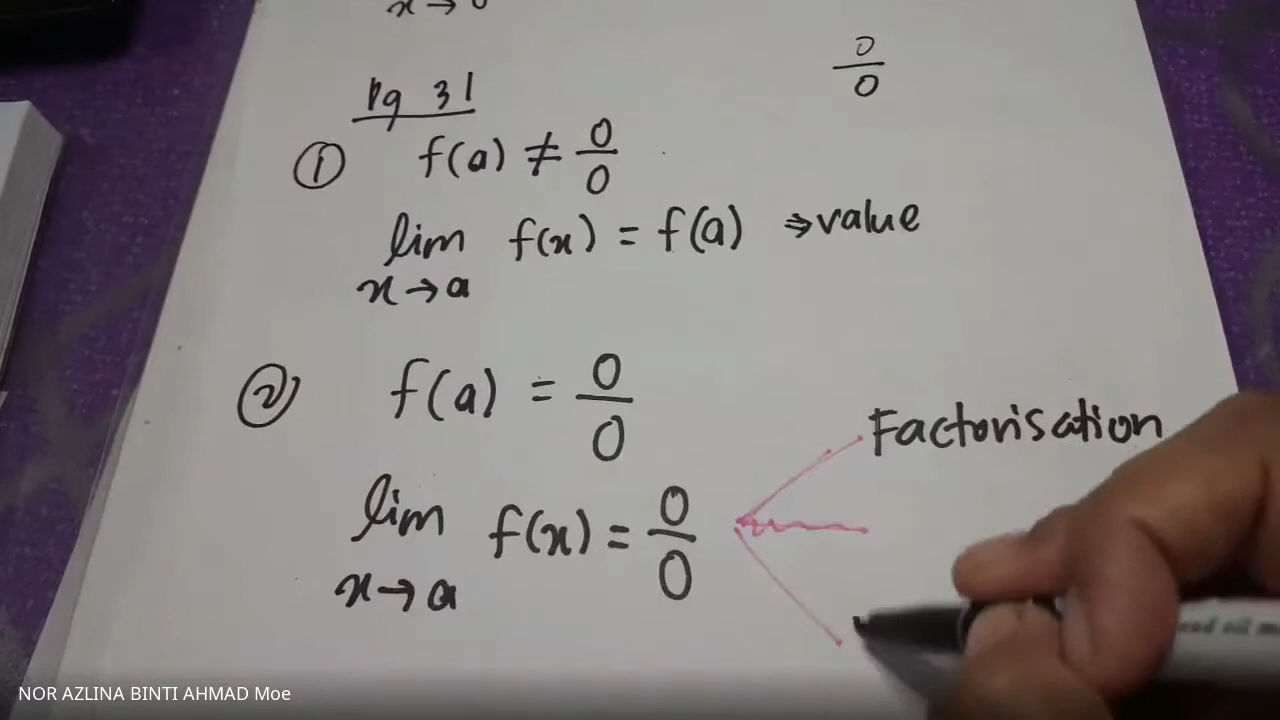 x → 0
0/0
Pg 31
① f(a) ≠ 0/0
lim f(x) = f(a) ⇒ value
x → a
② f(a) = 0/0
Factorisation
lim f(x) = 0/0
x → a
NOR AZLINA BINTI AHMAD Moe